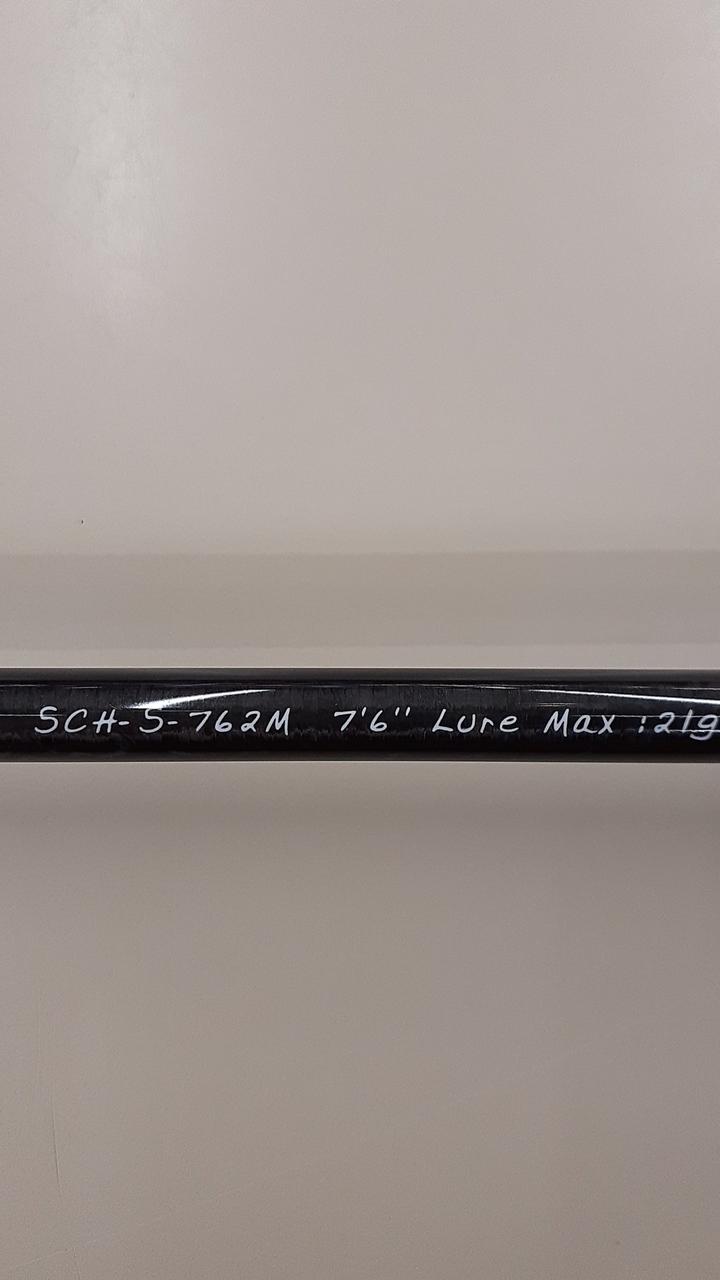 SCH-S-762M 7'6" Lure Max :21g